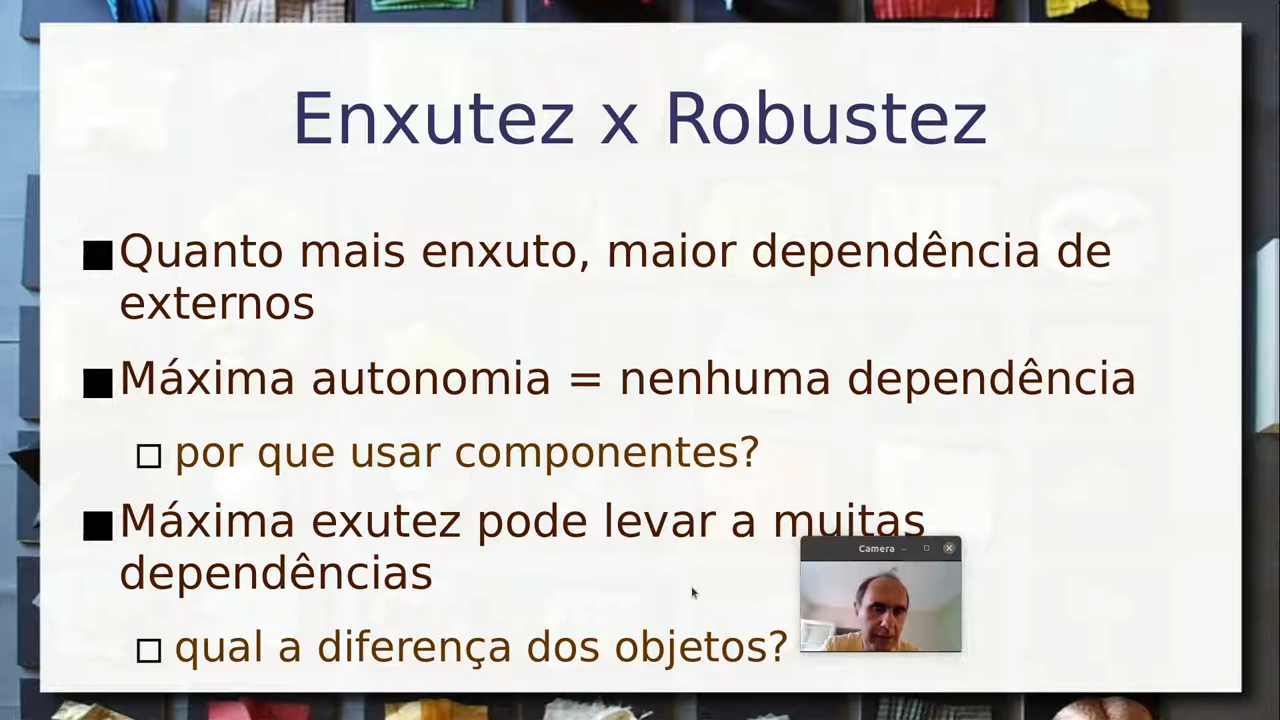 Enxutez x Robustez
Quanto mais enxuto, maior dependência de
externos
Máxima autonomia = nenhuma dependência
por que usar componentes?
Máxima exutez pode levar a muitas
dependências
Camera
qual a diferença dos objetos?